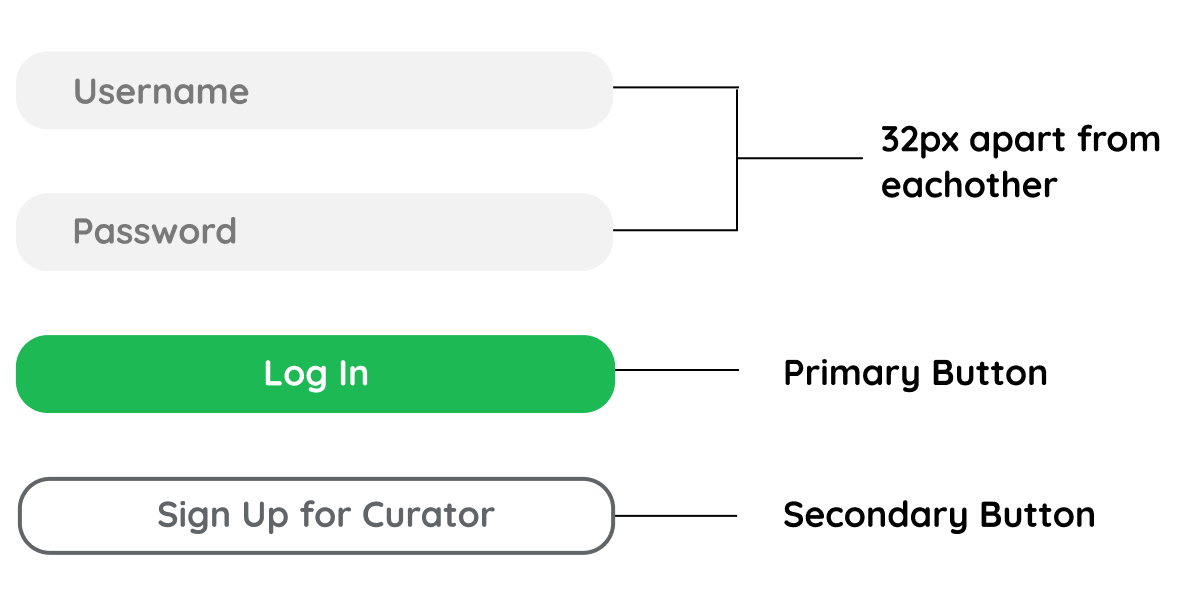 Username
32px apart from
eachother
Password
Log In
Primary Button
Sign Up for Curator
Secondary Button